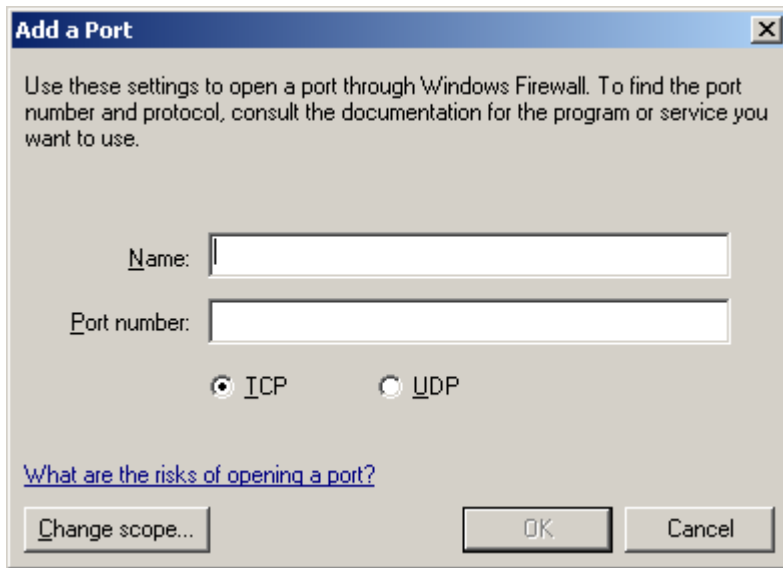 Add a Port
Use these settings to open a port through Windows Firewall. To find the port
number and protocol, consult the documentation for the program or service you
want to use.
Name:
Port number:
TCP
UDP
What are the risks of opening a port?
Change scope...
OK
Cancel